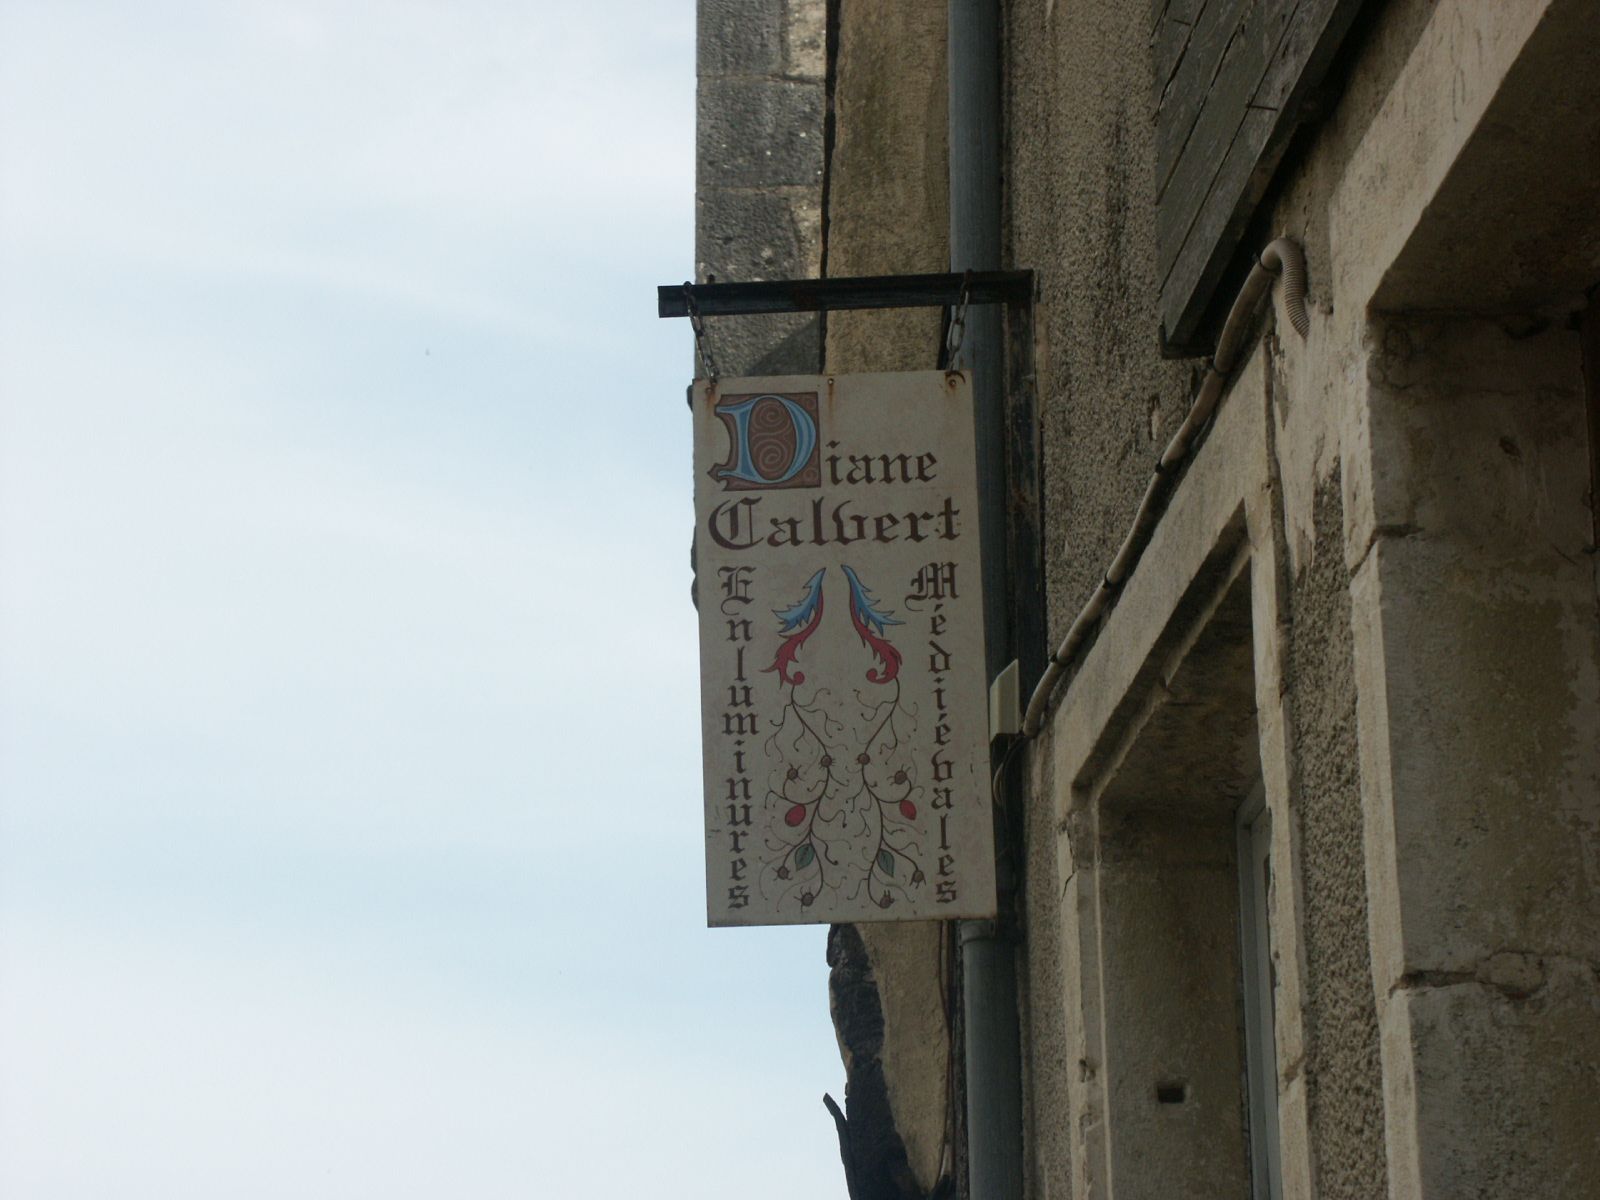 Diane
Calvert
Enluminures
Médiévales